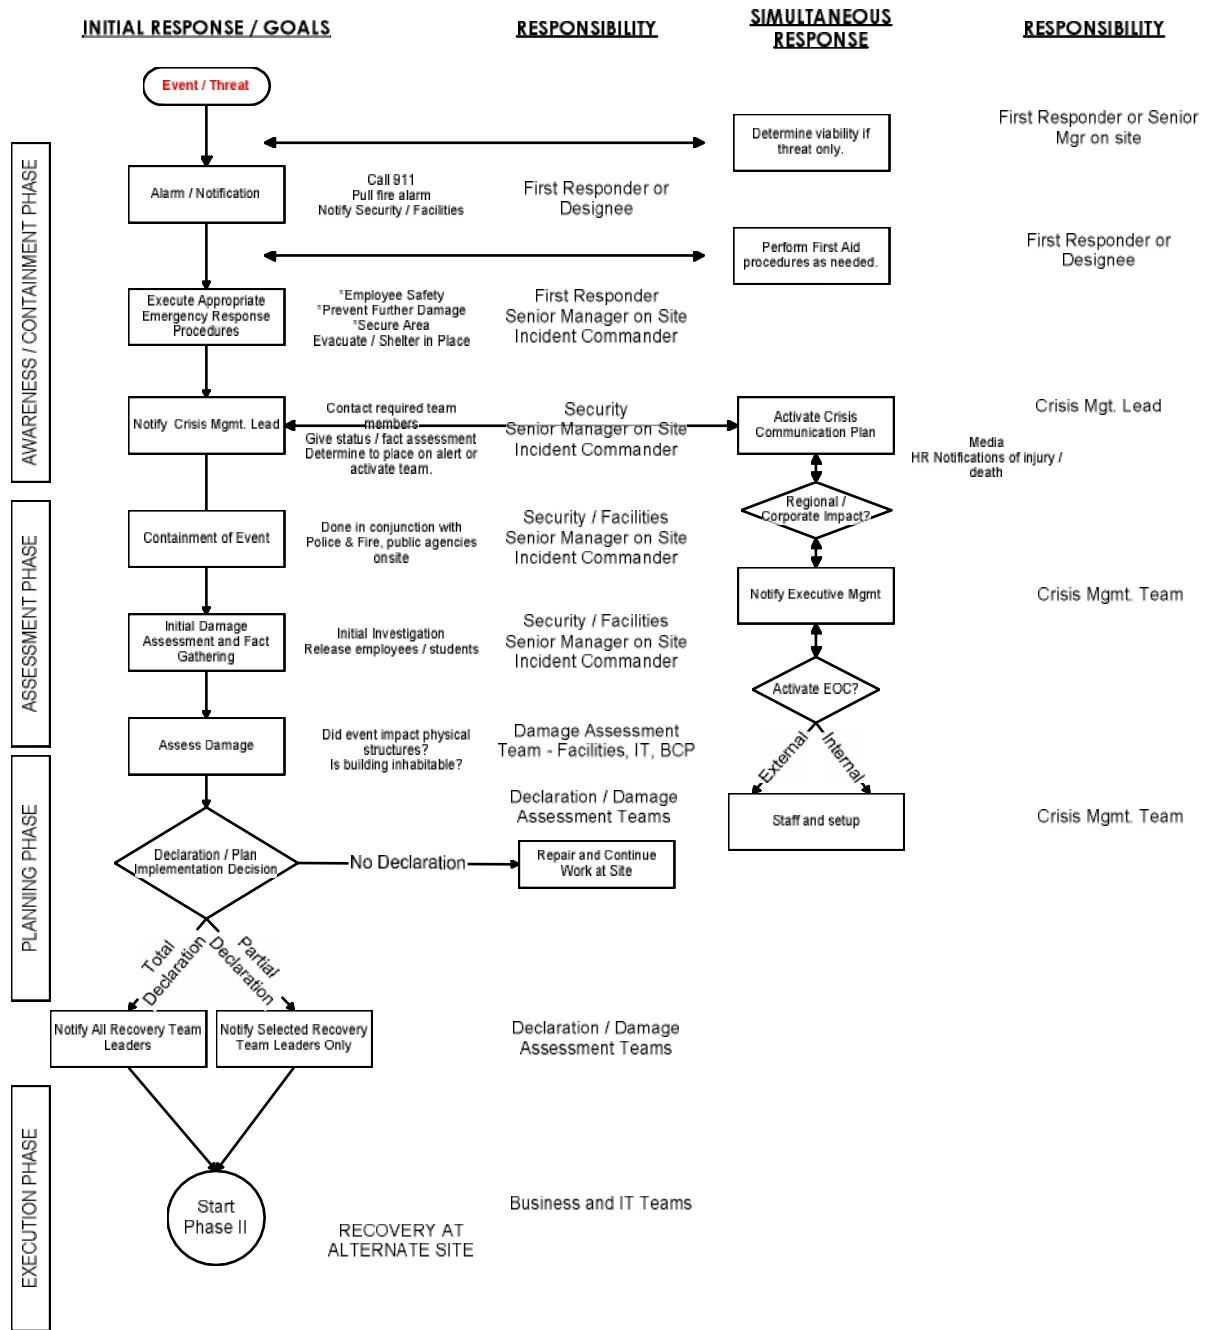 INITIAL RESPONSE / GOALS
RESPONSIBILITY
SIMULTANEOUS
RESPONSE
RESPONSIBILITY
AWARENESS / CONTAINMENT PHASE
Event / Threat
Determine viability if
threat only.
First Responder or Senior
Mgr on site
Alarm / Notification
Call 911
Pull fire alarm
Notify Security / Facilities
First Responder or
Designee
Perform First Aid
procedures as needed.
First Responder or
Designee
Execute Appropriate
Emergency Response
Procedures
*Employee Safety
*Prevent Further Damage
*Secure Area
Evacuate / Shelter in Place
First Responder
Senior Manager on Site
Incident Commander
Notify Crisis Mgmt. Lead
Contact required team
members
Give status / fact assessment
Determine to place on alert or
activate team.
Security
Senior Manager on Site
Incident Commander
Activate Crisis
Communication Plan
Crisis Mgt. Lead
Media
HR Notifications of injury /
death
Regional /
Corporate Impact?
ASSESSMENT PHASE
Containment of Event
Done in conjunction with
Police & Fire, public agencies
onsite
Security / Facilities
Senior Manager on Site
Incident Commander
Notify Executive Mgmt
Crisis Mgmt. Team
Initial Damage
Assessment and Fact
Gathering
Initial Investigation
Release employees / students
Security / Facilities
Senior Manager on Site
Incident Commander
Activate EOC?
External
Internal
Assess Damage
Did event impact physical
structures?
Is building inhabitable?
Damage Assessment
Team - Facilities, IT, BCP
PLANNING PHASE
Declaration / Damage
Assessment Teams
Staff and setup
Crisis Mgmt. Team
Declaration / Plan
Implementation Decision
No Declaration
Repair and Continue
Work at Site
Total
Declaration
Partial
Declaration
Notify All Recovery Team
Leaders
Notify Selected Recovery
Team Leaders Only
Declaration / Damage
Assessment Teams
EXECUTION PHASE
Start
Phase II
RECOVERY AT
ALTERNATE SITE
Business and IT Teams